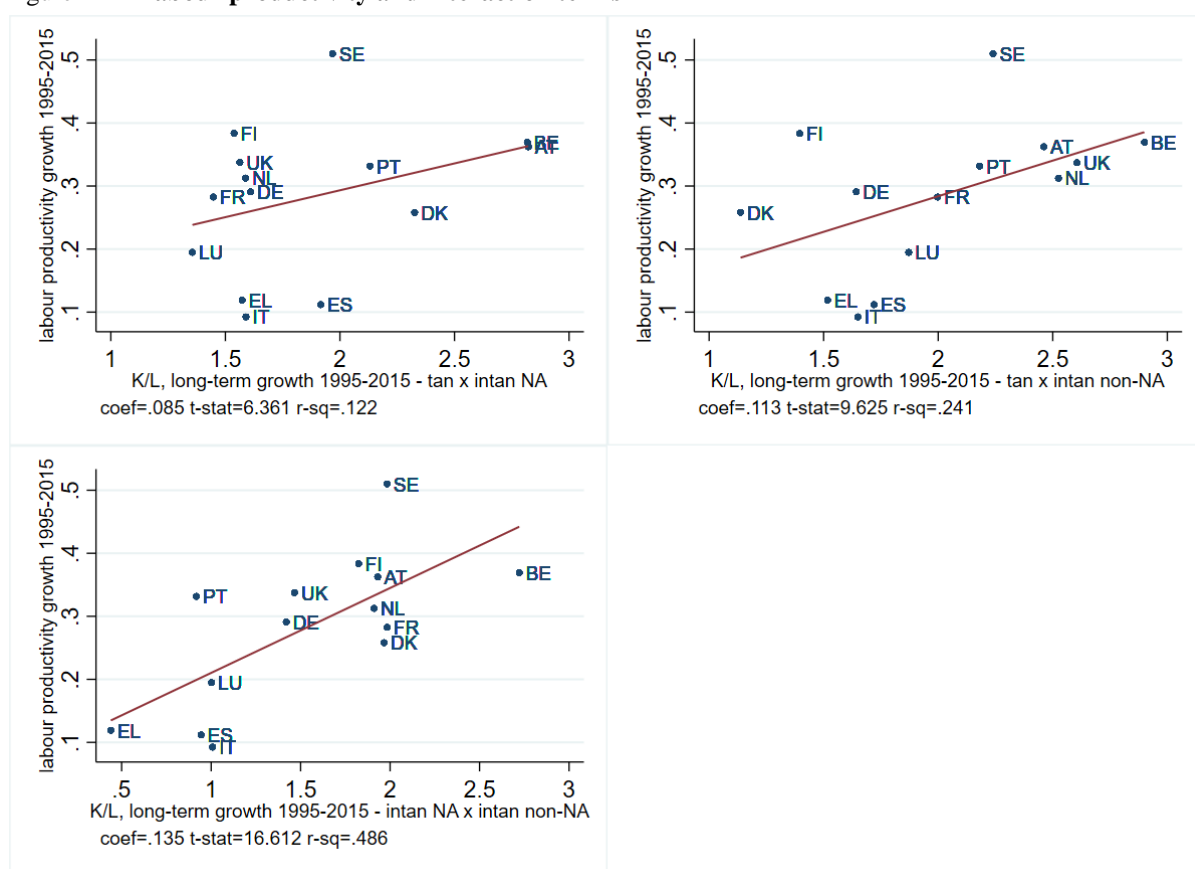 labour productivity growth 1995-2015
.5
.4
.3
.2
.1
SE
FI
UK
NL
DE
FR
PT
BE
AT
DK
LU
EL
ES
IT
1 1.5 2 2.5 3
K/L, long-term growth 1995-2015 - tan x intan NA
coef=.085 t-stat=6.361 r-sq=.122
labour productivity growth 1995-2015
.5
.4
.3
.2
.1
SE
FI
AT
BE
UK
PT
NL
DE
FR
DK
LU
EL
ES
IT
1 1.5 2 2.5 3
K/L, long-term growth 1995-2015 - tan x intan non-NA
coef=.113 t-stat=9.625 r-sq=.241
labour productivity growth 1995-2015
.5
.4
.3
.2
.1
SE
FI
AT
BE
PT
UK
NL
DE
FR
DK
LU
EL
ES
IT
.5 1 1.5 2 2.5 3
K/L, long-term growth 1995-2015 - intan NA x intan non-NA
coef=.135 t-stat=16.612 r-sq=.486